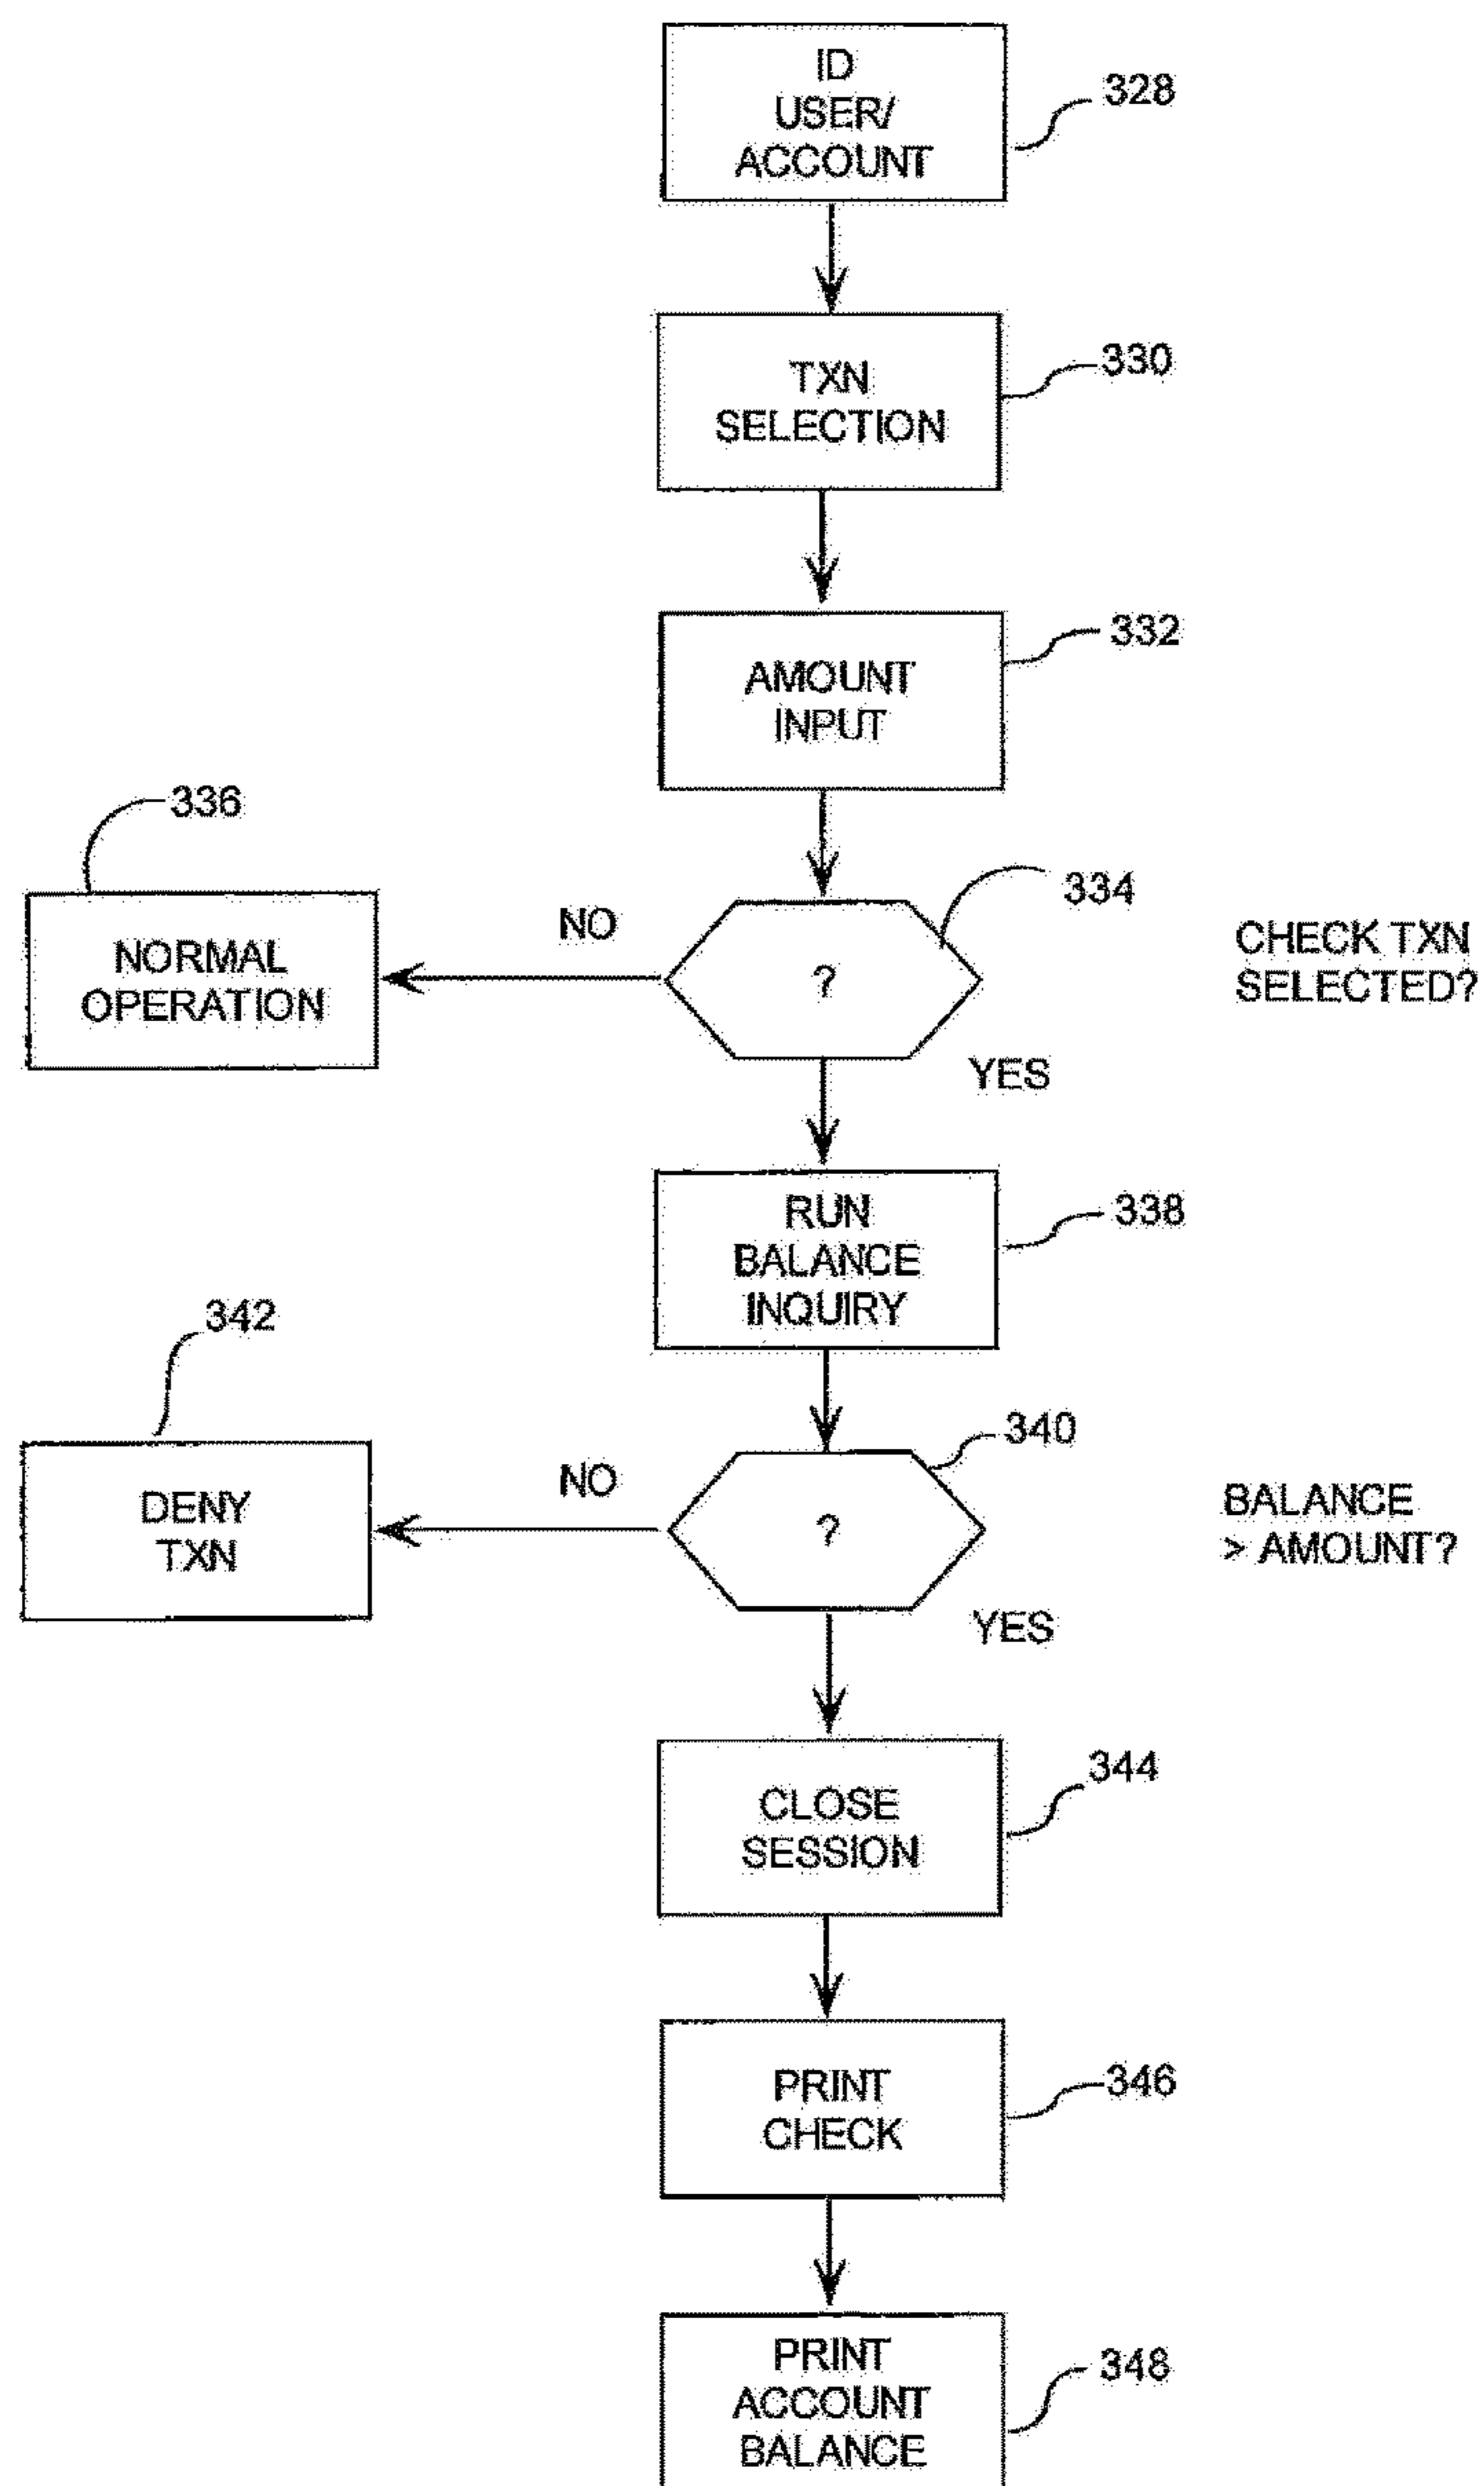 ID
USER/
ACCOUNT
328
TXN
SELECTION
330
AMOUNT
INPUT
332
336
NORMAL
OPERATION
NO
?
334
CHECK TXN
SELECTED?
YES
RUN
BALANCE
INQUIRY
338
342
DENY
TXN
NO
?
340
BALANCE
> AMOUNT?
YES
CLOSE
SESSION
344
PRINT
CHECK
346
PRINT
ACCOUNT
BALANCE
348